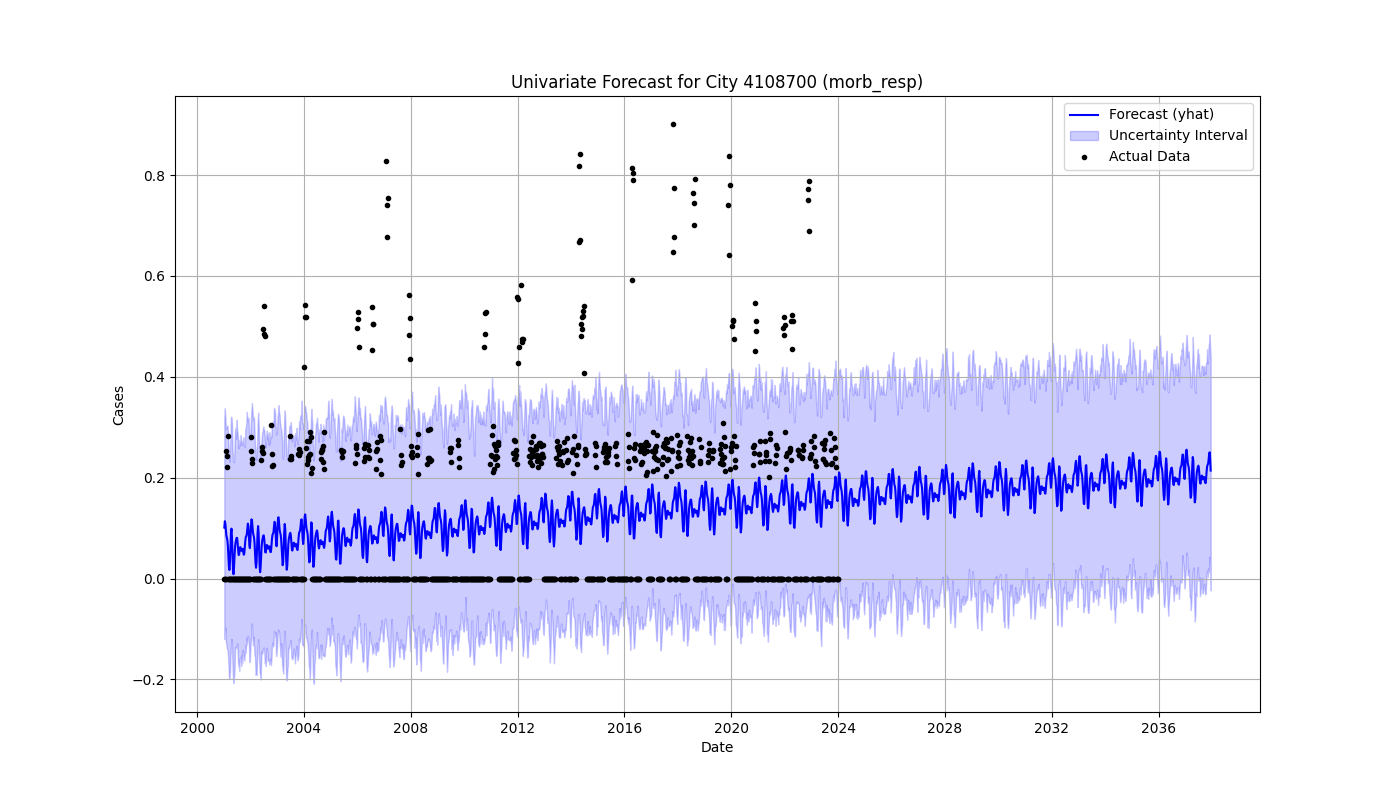 Univariate Forecast for City 4108700 (morb_resp)
Forecast (yhat)
Uncertainty Interval
Actual Data
Cases
0.8
0.6
0.4
0.2
0.0
−0.2
2000 2004 2008 2012 2016 2020 2024 2028 2032 2036
Date